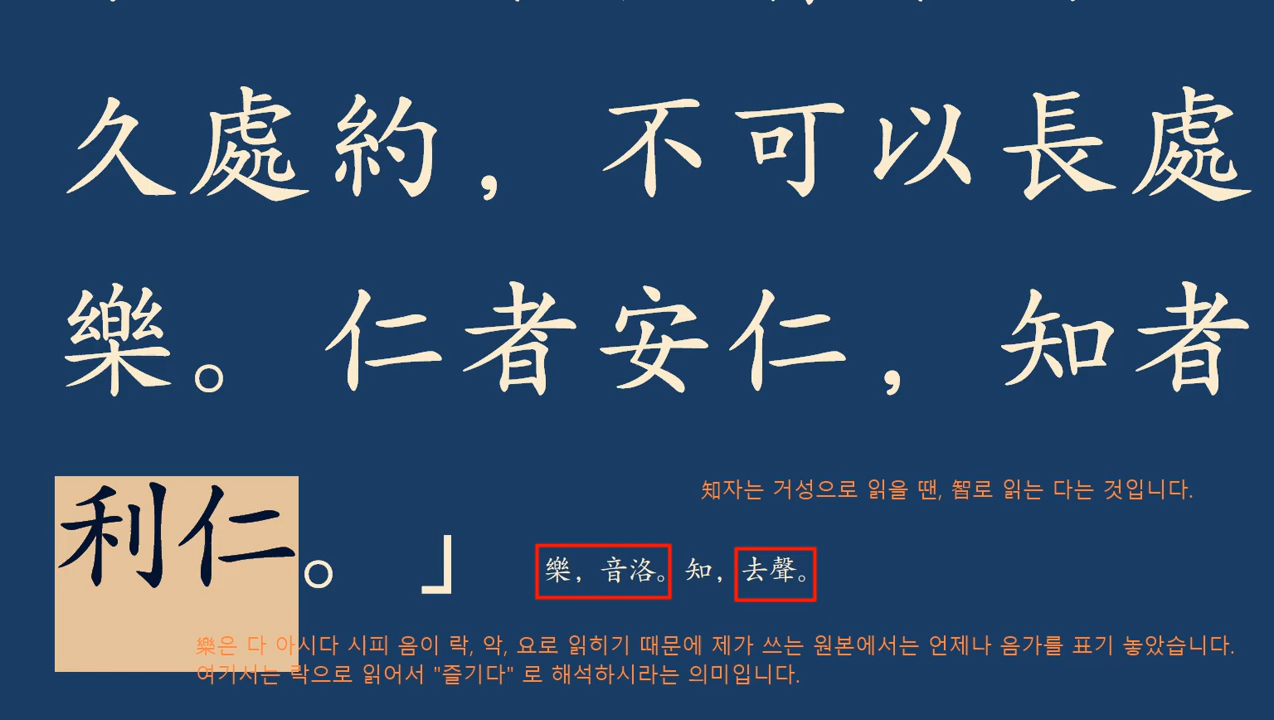 久處約，不可以長處
樂。仁者安仁，知者
利仁。」
知자는 거성으로 읽을 땐, 智로 읽는 다는 것입니다.
樂，音洛。知，去聲。
樂은 다 아시다 시피 음이 락, 악, 요로 읽히기 때문에 제가 쓰는 원본에서는 언제나 음가를 표기 놓았습니다.
여기서는 락으로 읽어서 "즐기다" 로 해석하시라는 의미입니다.